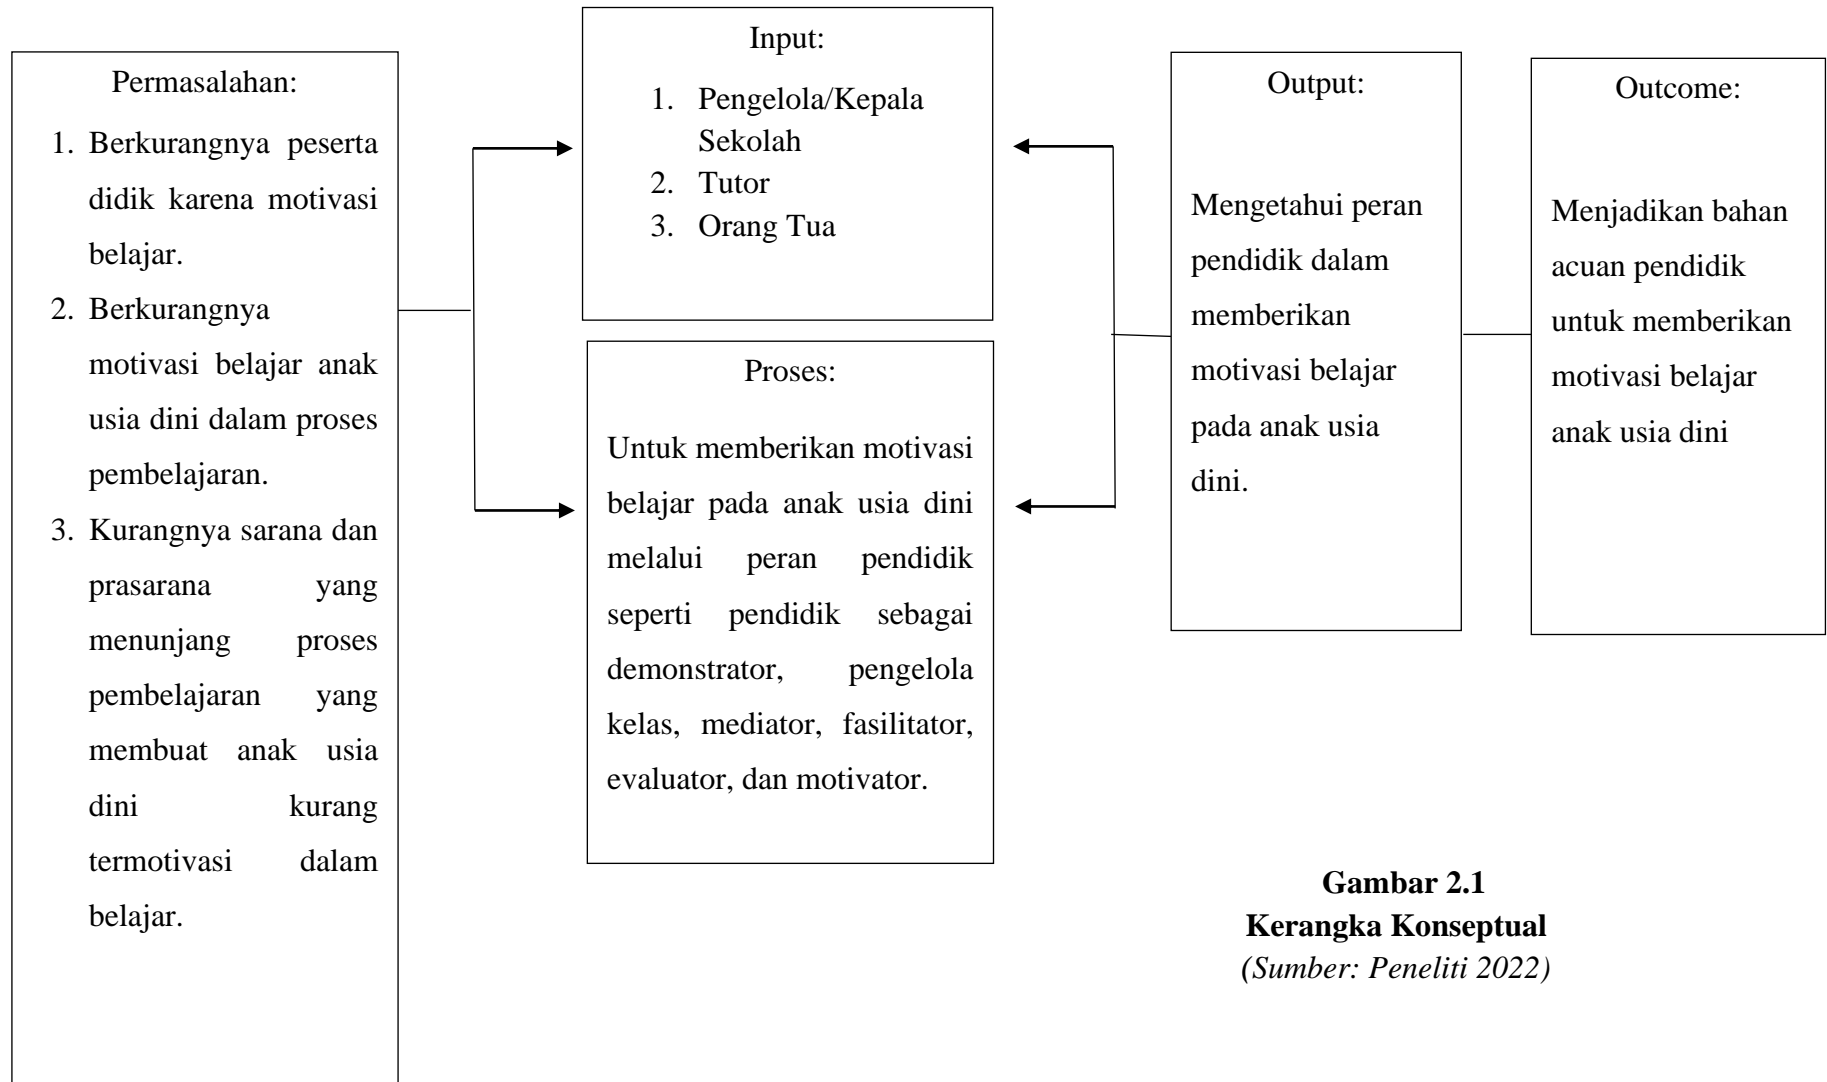 Permasalahan:
1. Berkurangnya peserta
didik karena motivasi
belajar.
2. Berkurangnya
motivasi belajar anak
usia dini dalam proses
pembelajaran.
3. Kurangnya sarana dan
prasarana yang
menunjang proses
pembelajaran yang
membuat anak usia
dini kurang
termotivasi dalam
belajar.
Input:
1. Pengelola/Kepala
Sekolah
2. Tutor
3. Orang Tua
Proses:
Untuk memberikan motivasi
belajar pada anak usia dini
melalui peran pendidik
seperti pendidik sebagai
demonstrator, pengelola
kelas, mediator, fasilitator,
evaluator, dan motivator.
Output:
Mengetahui peran
pendidik dalam
memberikan
motivasi belajar
pada anak usia
dini.
Outcome:
Menjadikan bahan
acuan pendidik
untuk memberikan
motivasi belajar
anak usia dini
Gambar 2.1
Kerangka Konseptual
(Sumber: Peneliti 2022)